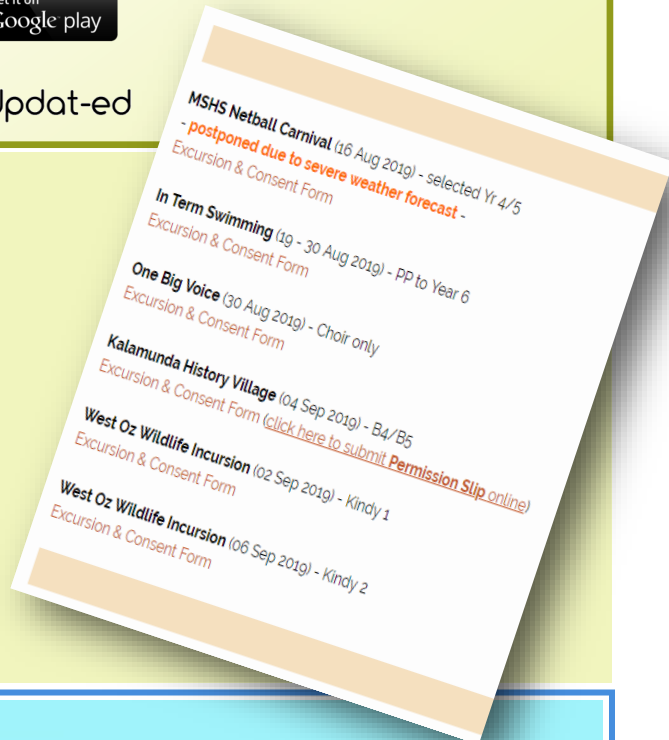 Google play
Updat-ed
MSHS Netball Carnival (16 Aug 2019) - selected Yr 4/5
- postponed due to severe weather forecast -
Excursion & Consent Form
In Term Swimming (19 - 30 Aug 2019) - PP to Year 6
Excursion & Consent Form
One Big Voice (30 Aug 2019) - Choir only
Excursion & Consent Form
Kalamunda History Village (04 Sep 2019) - B4/B5
Excursion & Consent Form (click here to submit Permission Slip online)
West Oz Wildlife Incursion (02 Sep 2019) - Kindy 1
Excursion & Consent Form
West Oz Wildlife Incursion (06 Sep 2019) - Kindy 2
Excursion & Consent Form